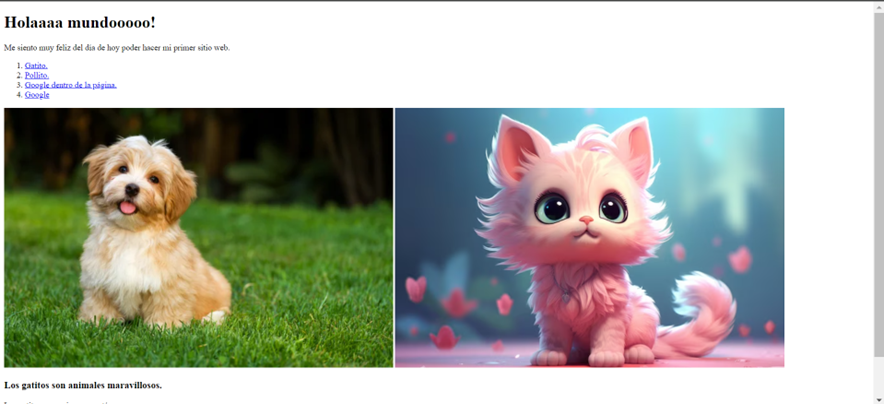 Holaaaa mundooooo!
Me siento muy feliz del dia de hoy poder hacer mi primer sitio web.
1. Gatito.
2. Pollito.
3. Google dentro de la página.
4. Google
Los gatitos son animales maravillosos.